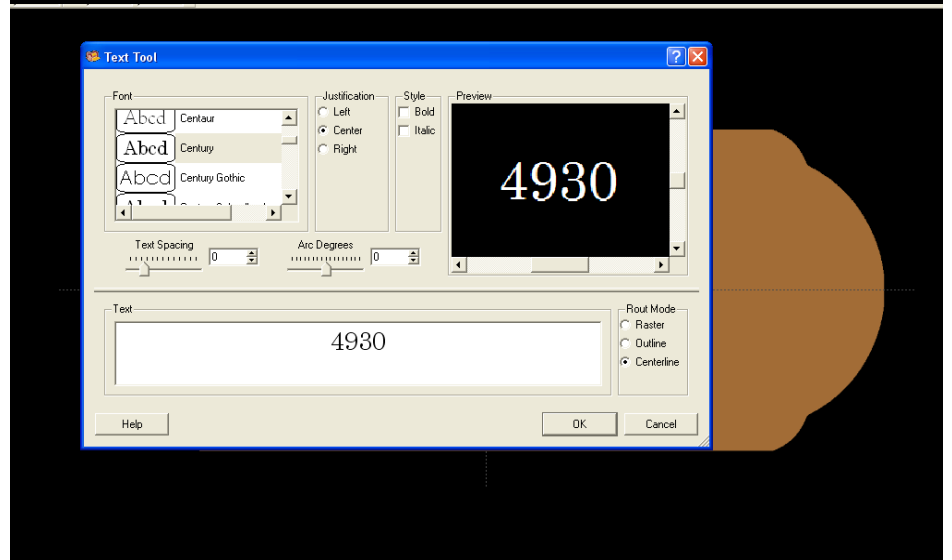 Text Tool
Font
Abcd Centaur
Abcd Century
Abcd Century Gothic
Justification
Left
Center
Right
Style
Bold
Italic
Preview
4930
Text Spacing
0
Arc Degrees
0
Text
4930
Rout Mode
Raster
Outline
Centerline
Help
OK
Cancel